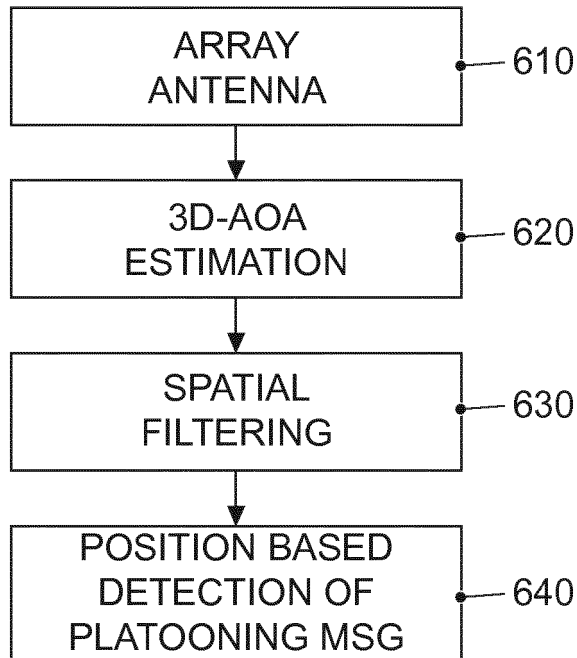 ARRAY
ANTENNA
610
3D-AOA
ESTIMATION
620
SPATIAL
FILTERING
630
POSITION BASED
DETECTION OF
PLATOONING MSG
640